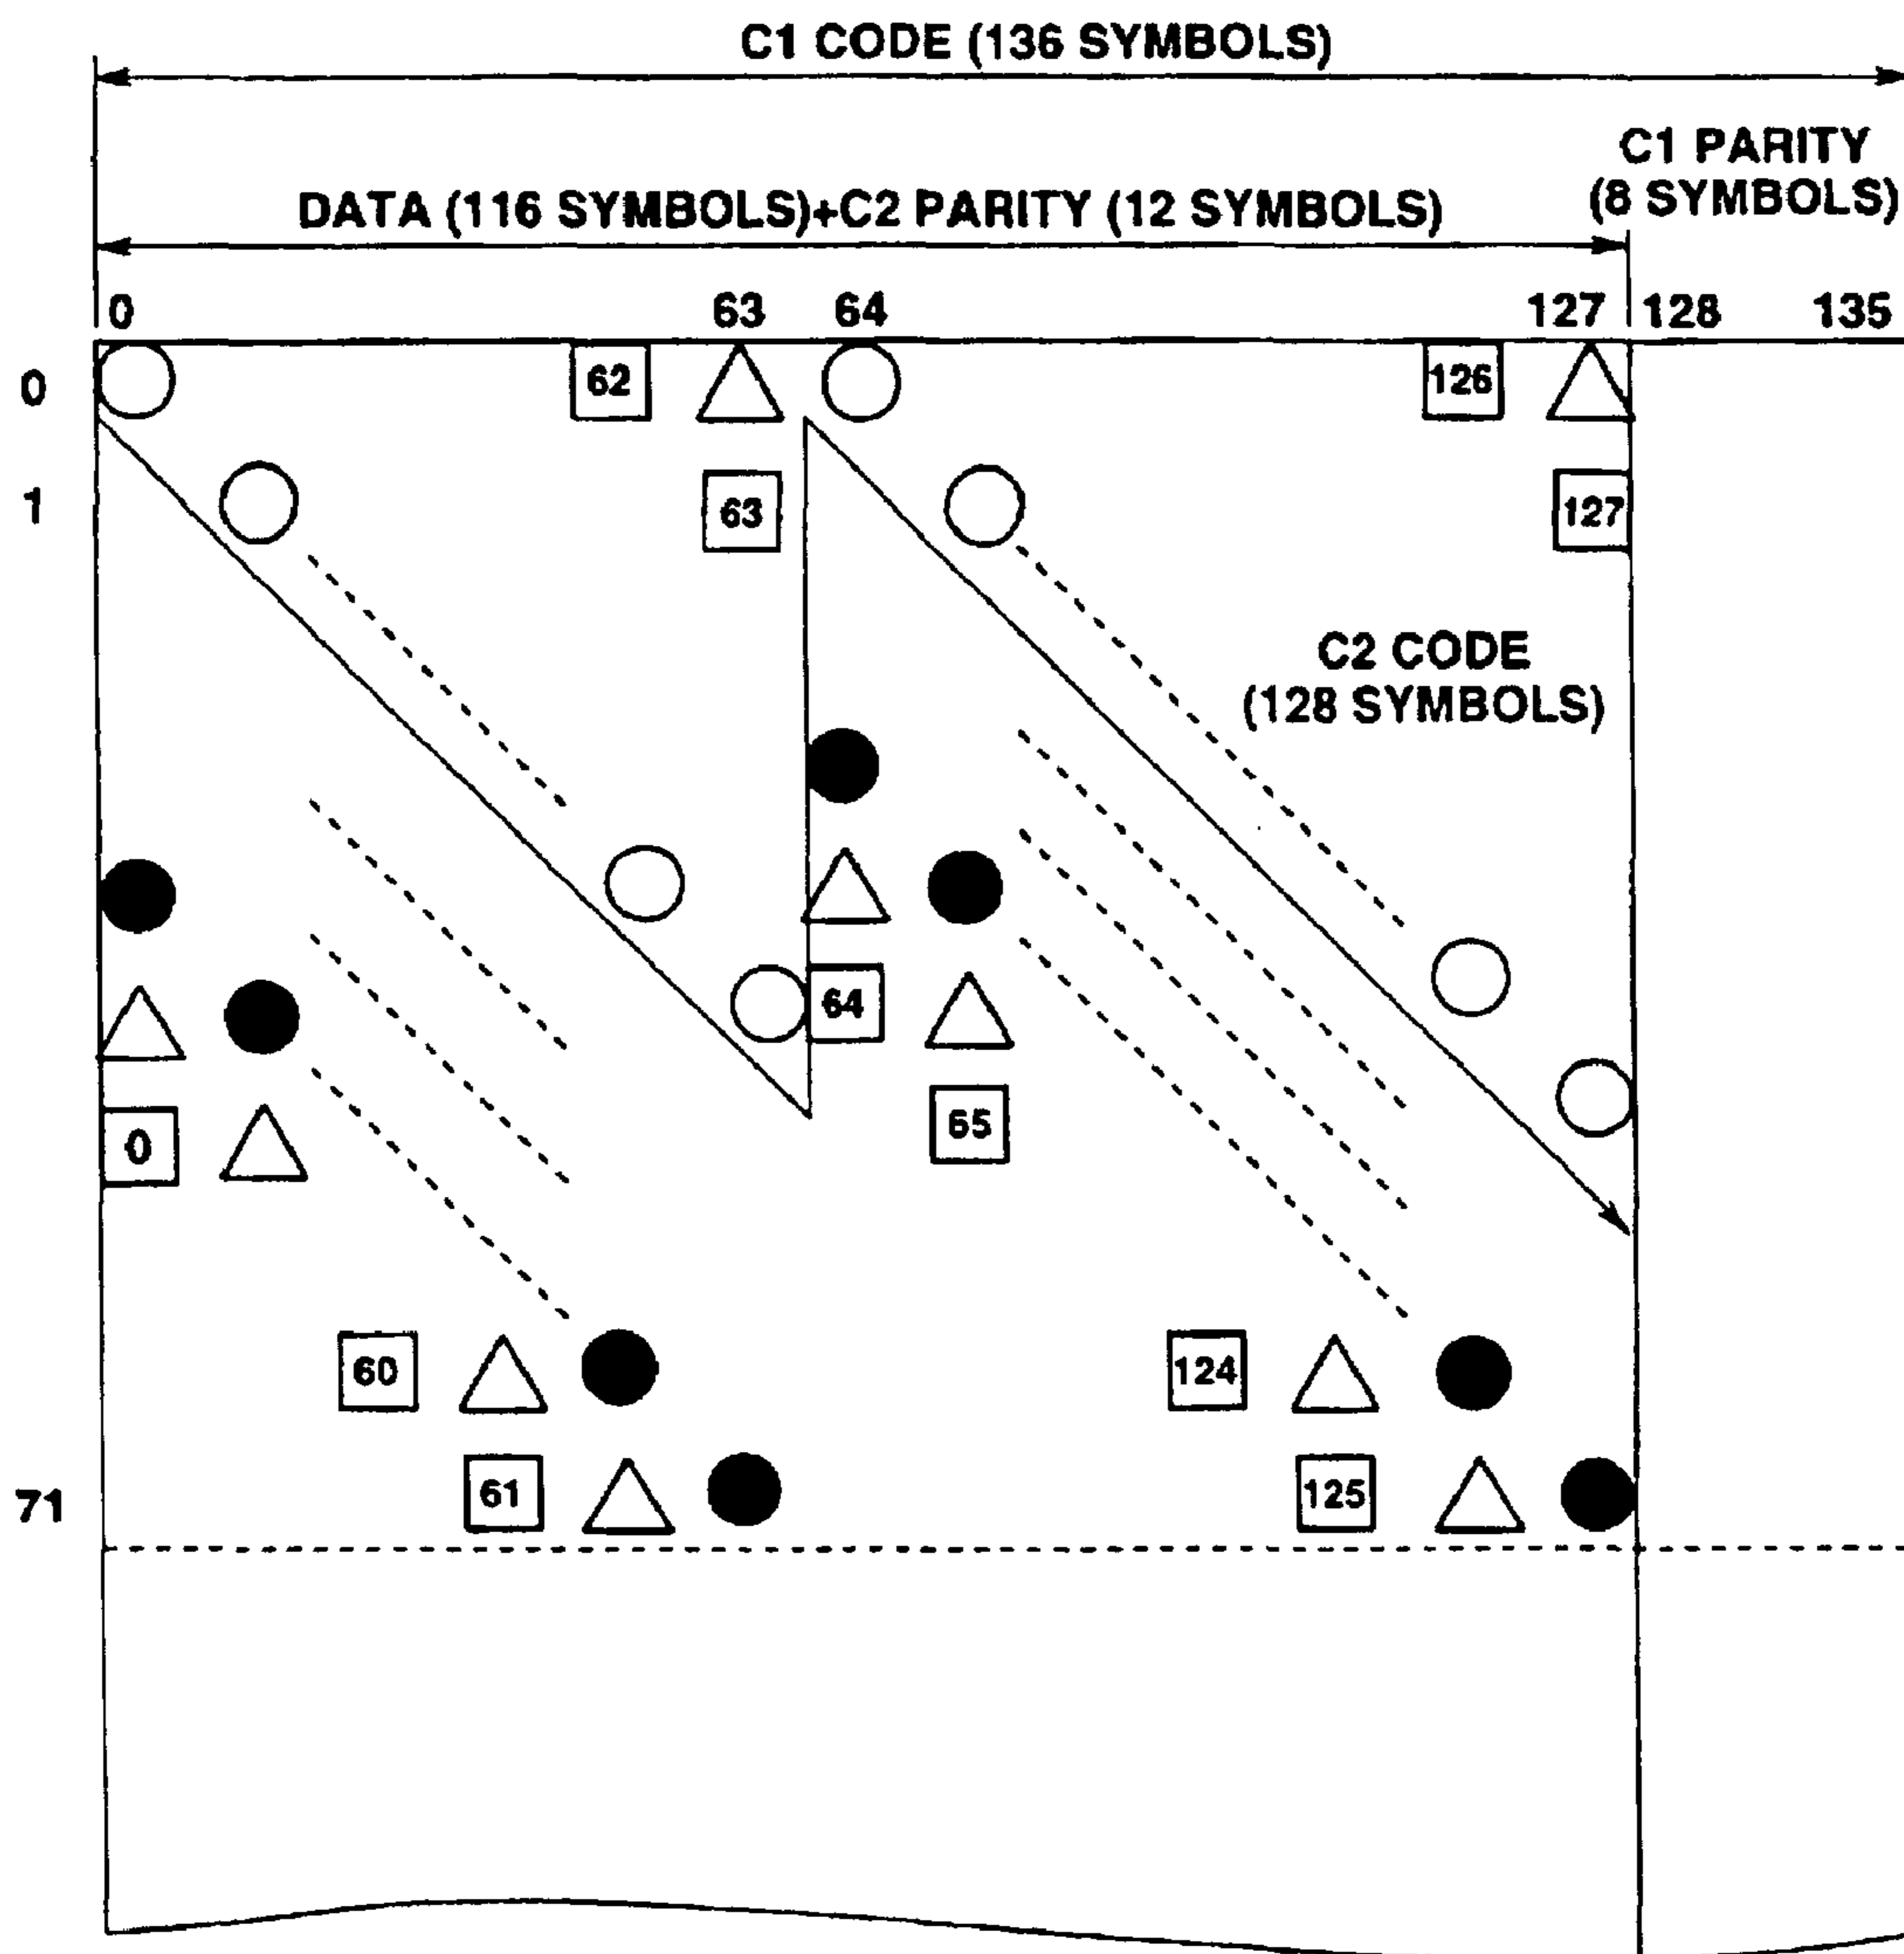 C1 CODE (136 SYMBOLS)
C1 PARITY
(8 SYMBOLS)
DATA (116 SYMBOLS)+C2 PARITY (12 SYMBOLS)
0 63 64 127 128 135
0 62 126
1 63 127
C2 CODE
(128 SYMBOLS)
64
0 65
60 124
71 61 125